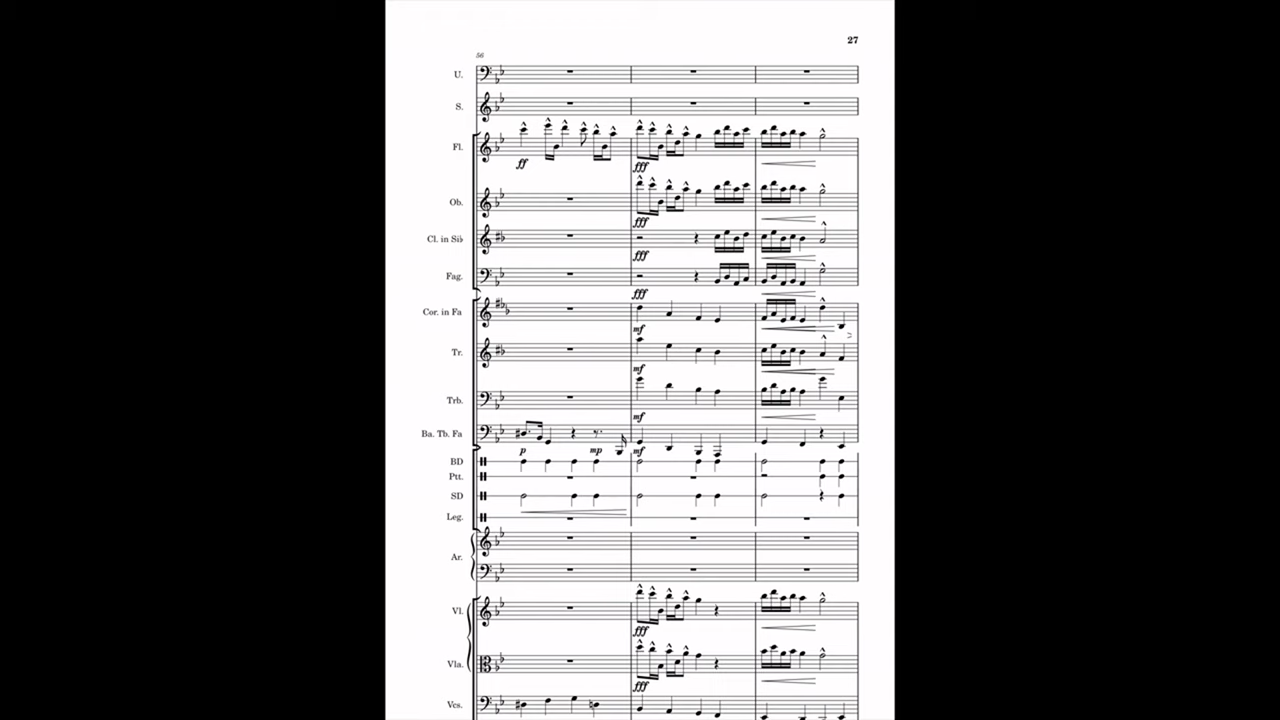 27
56
U.
S.
Fl.
ff
fff
Ob.
fff
Cl. in Si♭
fff
Fag.
fff
Cor. in Fa
mf
Tr.
mf
Trb.
mf
Ba. Tb. Fa
p mp mf
BD
Ptt.
SD
Leg.
Ar.
Vl.
fff
Vla.
fff
Vcs.